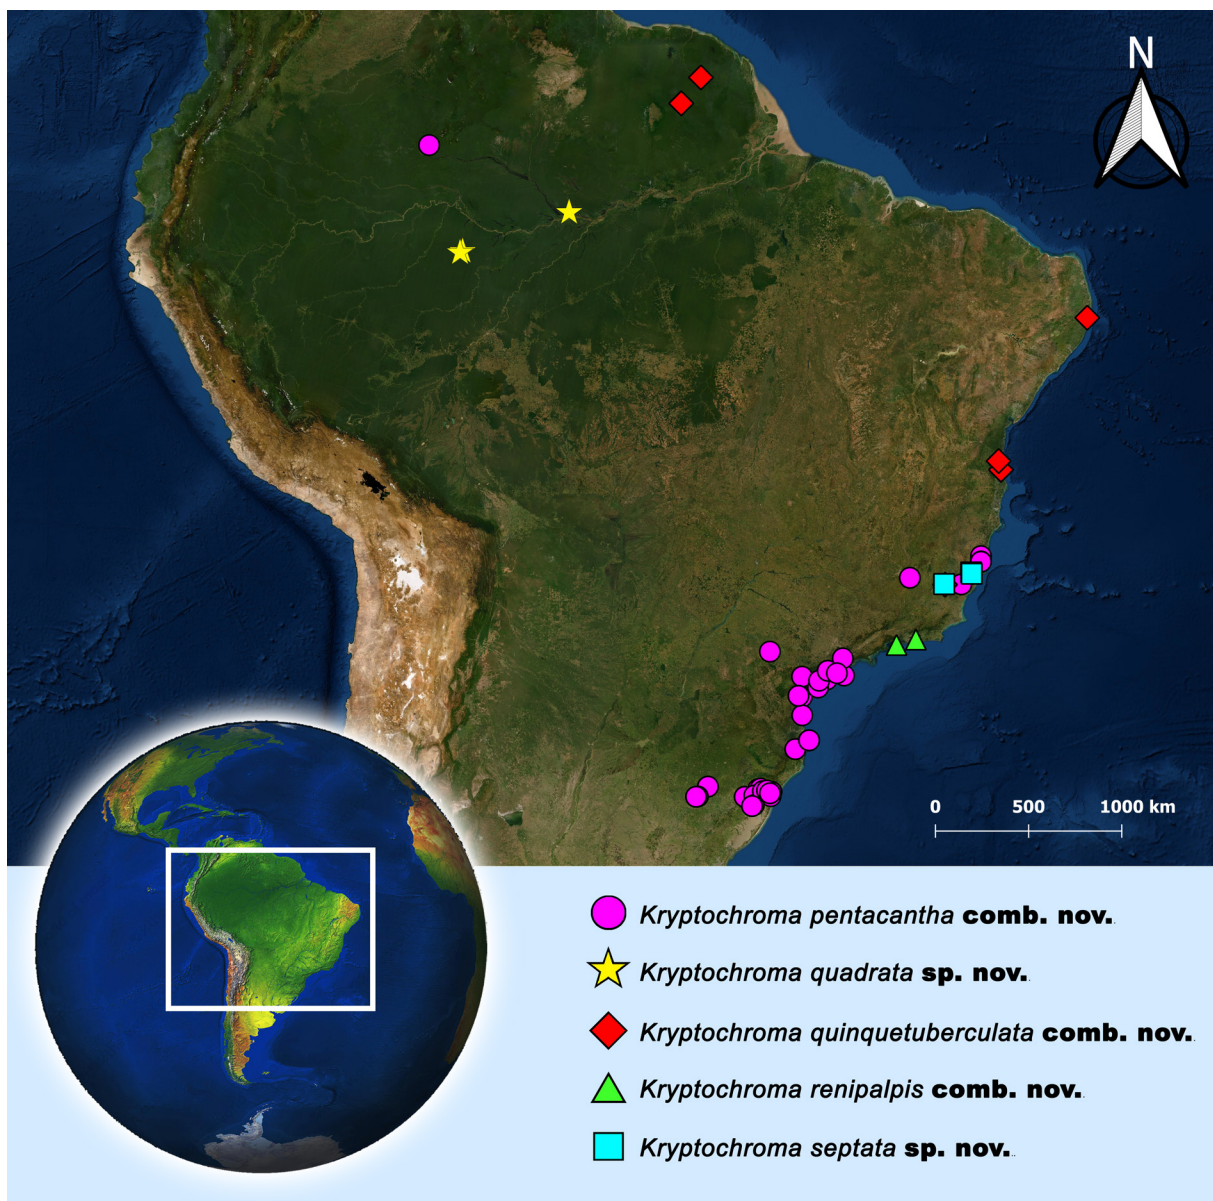 N
0 500 1000 km
Kryptochroma pentacantha comb. nov.
Kryptochroma quadrata sp. nov.
Kryptochroma quinquetuberculata comb. nov.
Kryptochroma renipalpis comb. nov.
Kryptochroma septata sp. nov.